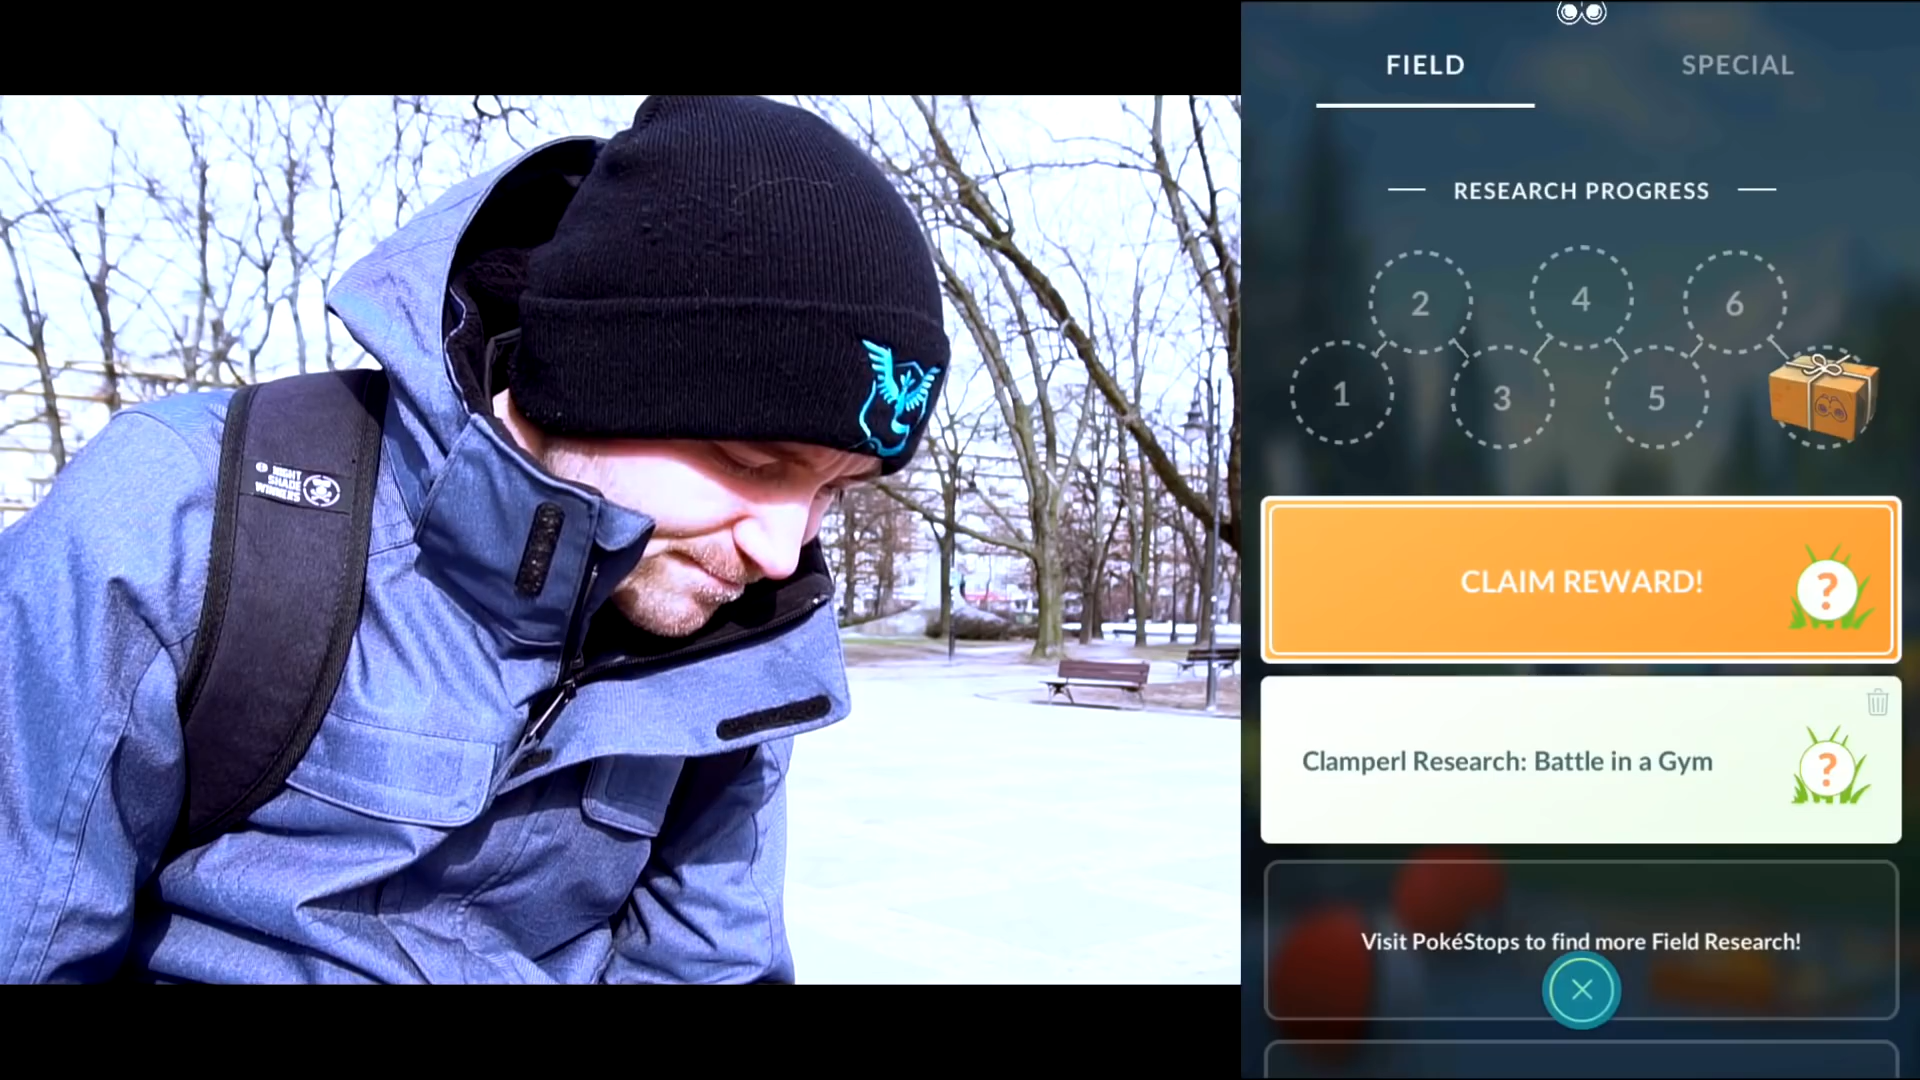 NIGHT
SHADE
WINNERS
FIELD
SPECIAL
RESEARCH PROGRESS
1
2
3
4
5
6
CLAIM REWARD!
?
Clamperl Research: Battle in a Gym
?
Visit PokéStops to find more Field Research!